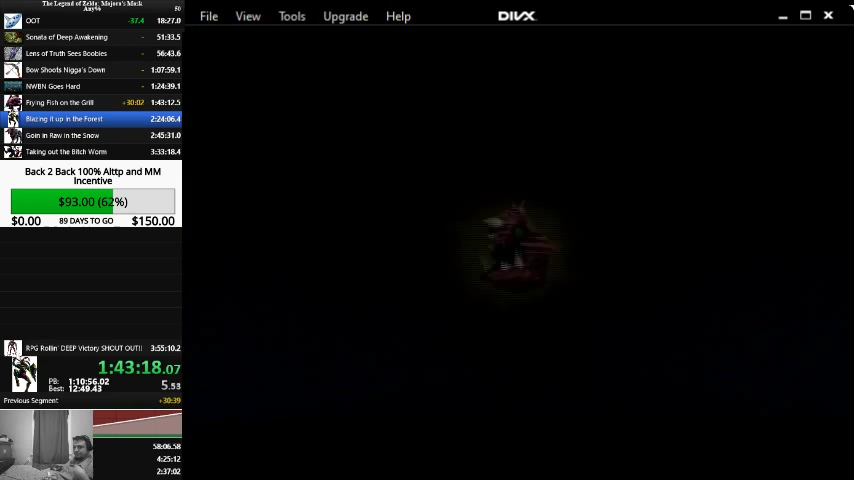 The Legend of Zelda: Majora's Mask
Any% 50
File View Tools Upgrade Help DIVX
OOT -37.4 18:27.0
Sonata of Deep Awakening - 51:33.5
Lens of Truth Sees Boobies - 56:43.6
Bow Shoots Nigga's Down - 1:07:59.1
NWBN Goes Hard - 1:24:39.1
Frying Fish on the Grill +30:02 1:43:12.5
Blazing it up in the Forest 2:24:06.4
Goin in Raw in the Snow 2:45:31.0
Taking out the Bitch Worm 3:33:18.4
Back 2 Back 100% Alttp and MM
Incentive
$93.00 (62%)
$0.00 89 DAYS TO GO $150.00
RPG Rollin' DEEP Victory SHOUT OUT!! 3:55:10.2
1:43:18.07
PB: 1:10:56.02 5.53
Best: 12:49.43
Previous Segment +30:39
58:06.58
4:25:12
2:37:02